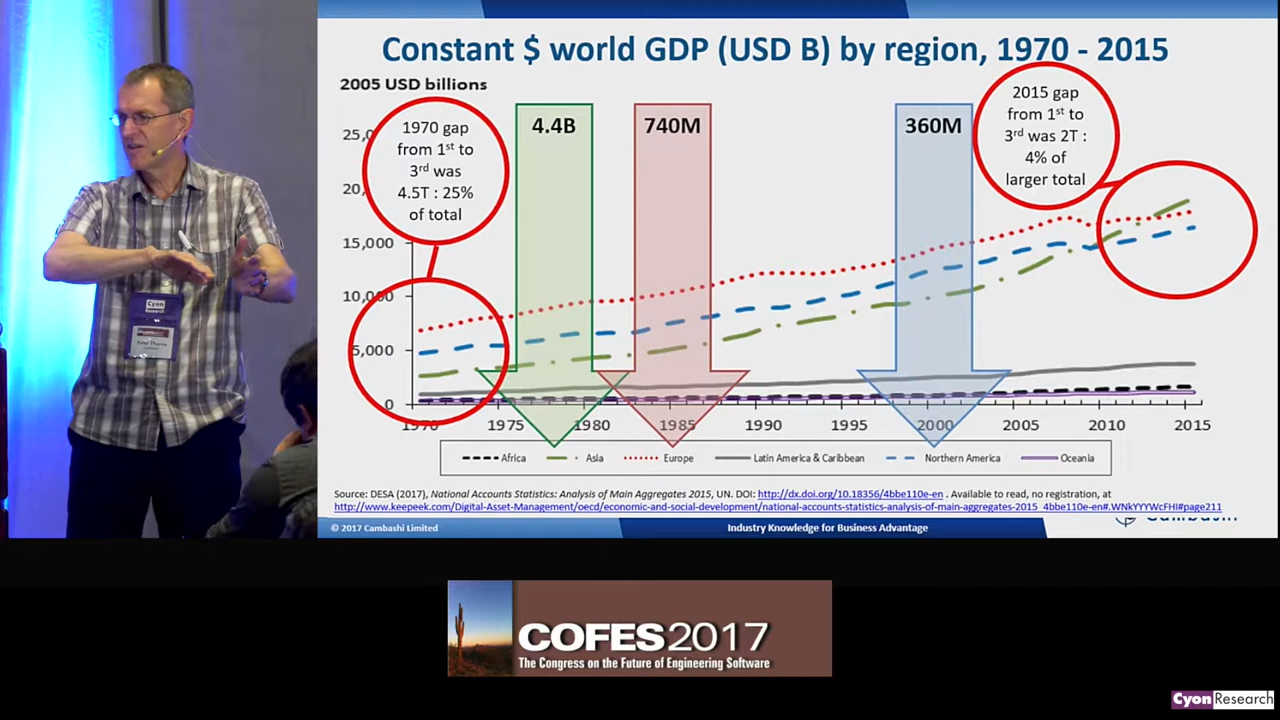 Constant $ world GDP (USD B) by region, 1970 - 2015
2005 USD billions
1970 gap
from 1st to
3rd was
4.5T : 25%
of total
4.4B
740M
360M
2015 gap
from 1st to
3rd was 2T :
4% of
larger total
25,
20,
15,000
10,000
5,000
0
1970 1975 1980 1985 1990 1995 2000 2005 2010 2015
Africa Asia Europe Latin America & Caribbean Northern America Oceania
Source: DESA (2017), National Accounts Statistics: Analysis of Main Aggregates 2015, UN. DOI: http://dx.doi.org/10.18356/4bbe110e-en . Available to read, no registration, at
http://www.keepeek.com/Digital-Asset-Management/oecd/economic-and-social-development/national-accounts-statistics-analysis-of-main-aggregates-2015_4bbe110e-en#.WNkYYYWcFHI#page211
© 2017 Cambashi Limited
Industry Knowledge for Business Advantage
Cambashi
Cyon
Research
COFES2017
Peter Thorne
COFES2017
The Congress on the Future of Engineering Software
CyonResearch